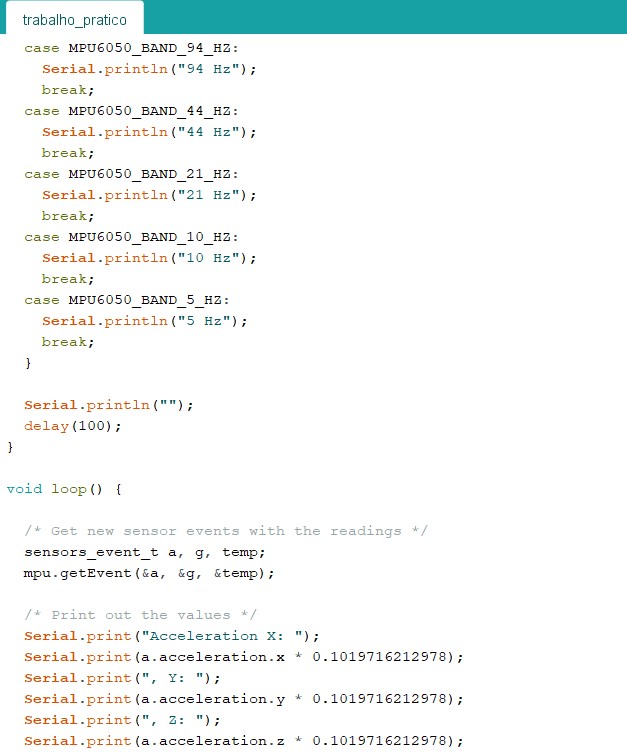 trabalho_pratico
case MPU6050_BAND_94_HZ:
Serial.println("94 Hz");
break;
case MPU6050_BAND_44_HZ:
Serial.println("44 Hz");
break;
case MPU6050_BAND_21_HZ:
Serial.println("21 Hz");
break;
case MPU6050_BAND_10_HZ:
Serial.println("10 Hz");
break;
case MPU6050_BAND_5_HZ:
Serial.println("5 Hz");
break;
}
Serial.println("");
delay(100);
}
void loop() {
/* Get new sensor events with the readings */
sensors_event_t a, g, temp;
mpu.getEvent(&a, &g, &temp);
/* Print out the values */
Serial.print("Acceleration X: ");
Serial.print(a.acceleration.x * 0.1019716212978);
Serial.print(", Y: ");
Serial.print(a.acceleration.y * 0.1019716212978);
Serial.print(", Z: ");
Serial.print(a.acceleration.z * 0.1019716212978);